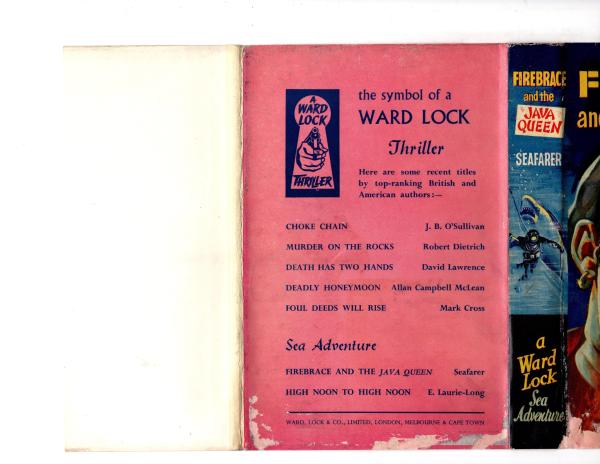 A
WARD
LOCK
THRILLER
the symbol of a
WARD LOCK
Thriller
Here are some recent titles
by top-ranking British and
American authors:—
CHOKE CHAIN J. B. O'Sullivan
MURDER ON THE ROCKS Robert Dietrich
DEATH HAS TWO HANDS David Lawrence
DEADLY HONEYMOON Allan Campbell McLean
FOUL DEEDS WILL RISE Mark Cross
Sea Adventure
FIREBRACE AND THE JAVA QUEEN Seafarer
HIGH NOON TO HIGH NOON E. Laurie-Long
WARD, LOCK & CO., LIMITED, LONDON, MELBOURNE & CAPE TOWN
FIREBRACE
and the
JAVA
QUEEN
SEAFARER
a
Ward
Lock
Sea
Adventure
F
an